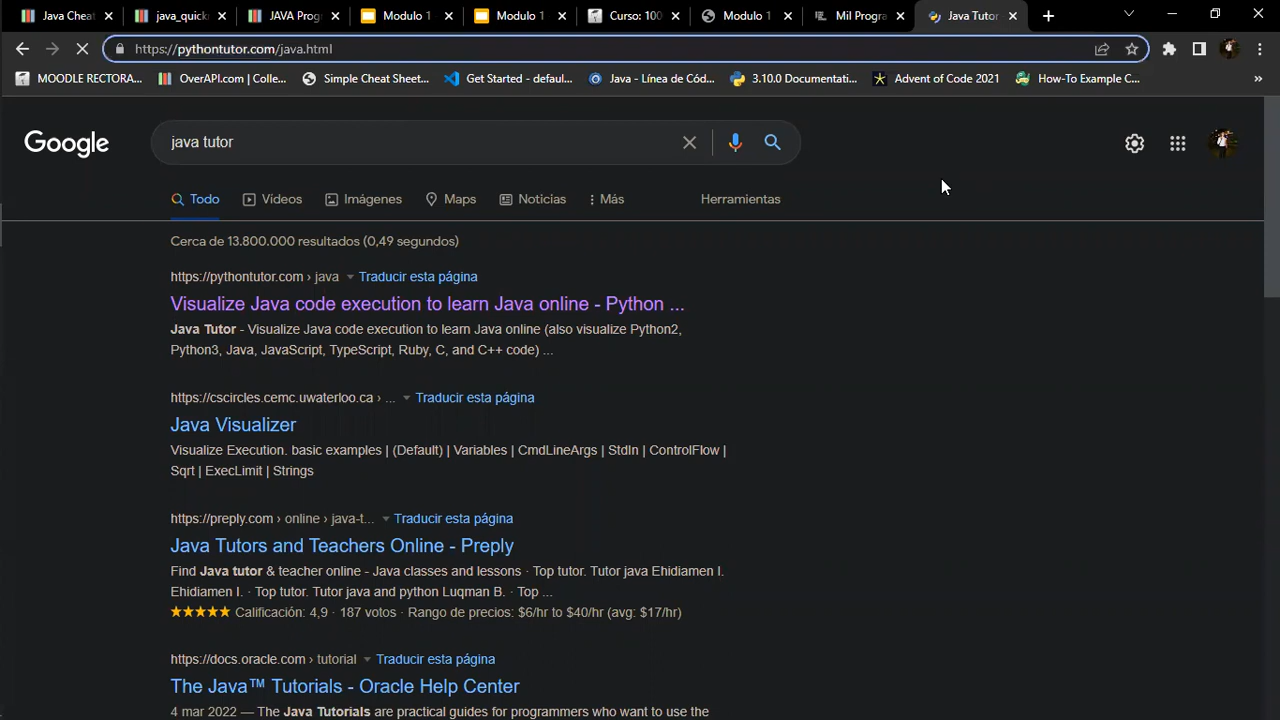 Java Cheat
java_quick
JAVA Prog
Modulo 1
Modulo 1
Curso: 100
Modulo 1
Mil Progra
Java Tutor
https://pythontutor.com/java.html
MOODLE RECTORA...
OverAPI.com | Colle...
Simple Cheat Sheet...
Get Started - defaul...
Java - Línea de Cód...
3.10.0 Documentati...
Advent of Code 2021
How-To Example C...
Google
java tutor
Todo
Vídeos
Imágenes
Maps
Noticias
Más
Herramientas
Cerca de 13.800.000 resultados (0,49 segundos)
https://pythontutor.com › java Traducir esta página
Visualize Java code execution to learn Java online - Python ...
Java Tutor - Visualize Java code execution to learn Java online (also visualize Python2,
Python3, Java, JavaScript, TypeScript, Ruby, C, and C++ code) ...
https://cscircles.cemc.uwaterloo.ca › ... Traducir esta página
Java Visualizer
Visualize Execution. basic examples | (Default) | Variables | CmdLineArgs | StdIn | ControlFlow |
Sqrt | ExecLimit | Strings
https://preply.com › online › java-t... Traducir esta página
Java Tutors and Teachers Online - Preply
Find Java tutor & teacher online - Java classes and lessons · Top tutor. Tutor java Ehidiamen I.
Ehidiamen I. · Top tutor. Tutor java and python Luqman B. · Top ...
Calificación: 4,9 · 187 votos · Rango de precios: $6/hr to $40/hr (avg: $17/hr)
https://docs.oracle.com › tutorial Traducir esta página
The Java™ Tutorials - Oracle Help Center
4 mar 2022 — The Java Tutorials are practical guides for programmers who want to use the